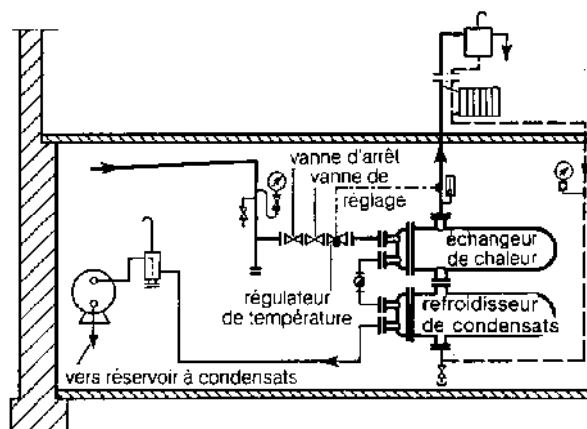 vanne d'arrêt
vanne de
réglage
échangeur
de chaleur
régulateur
de température
refroidisseur
de condensats
vers réservoir à condensats